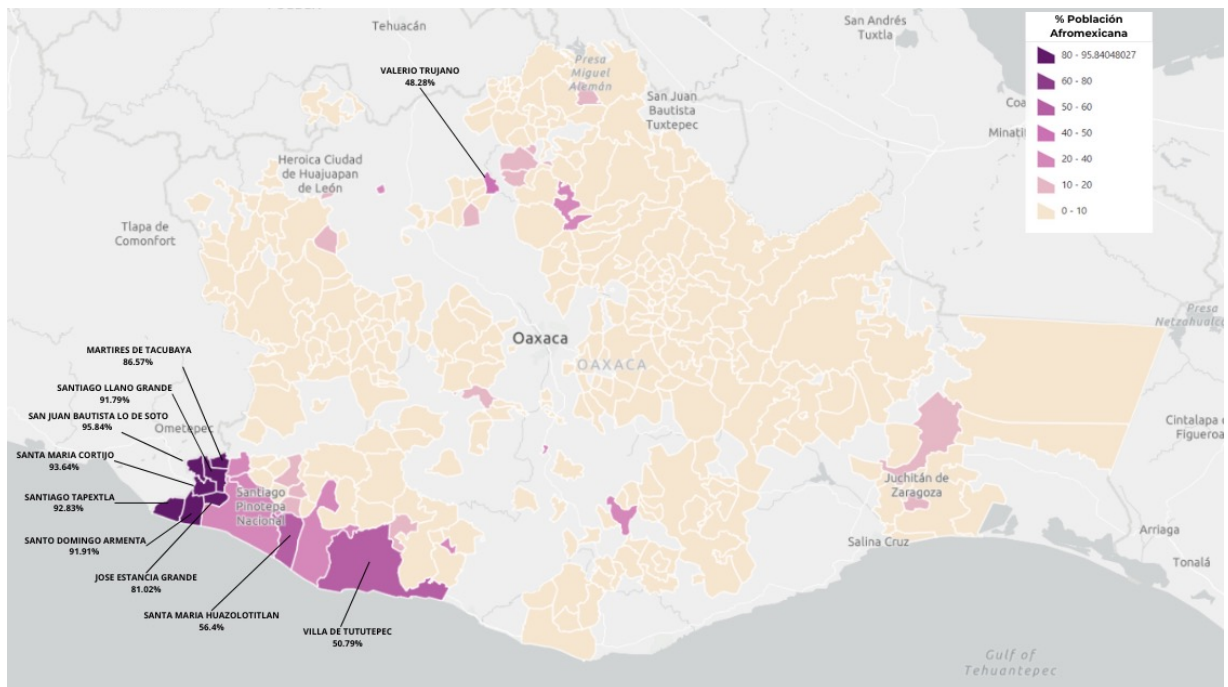 Tehuacán
San Andrés
Tuxtla
% Población
Afromexicana
80 - 95.84048027
60 - 80
50 - 60
40 - 50
20 - 40
10 - 20
0 - 10
VALERIO TRUJANO
48.28%
Presa
Miguel
Alemán
San Juan
Bautista
Tuxtepec
Coa
Minatit
Heroica Ciudad
de Huajuapan
de León
Tlapa de
Comonfort
Presa
Netzahualco
Oaxaca
OAXACA
MARTIRES DE TACUBAYA
86.57%
SANTIAGO LLANO GRANDE
91.79%
SAN JUAN BAUTISTA LO DE SOTO
95.84%
Ometepec
Cintalapa de
Figueroa
SANTA MARIA CORTIJO
93.64%
SANTIAGO TAPEXTLA
92.83%
Santiago
Pinotepa
Nacional
Juchitán de
Zaragoza
SANTO DOMINGO ARMENTA
91.91%
Salina Cruz
Arriaga
Tonalá
JOSE ESTANCIA GRANDE
81.02%
SANTA MARIA HUAZOLOTITLAN
56.4%
VILLA DE TUTUTEPEC
50.79%
Gulf of
Tehuantepec